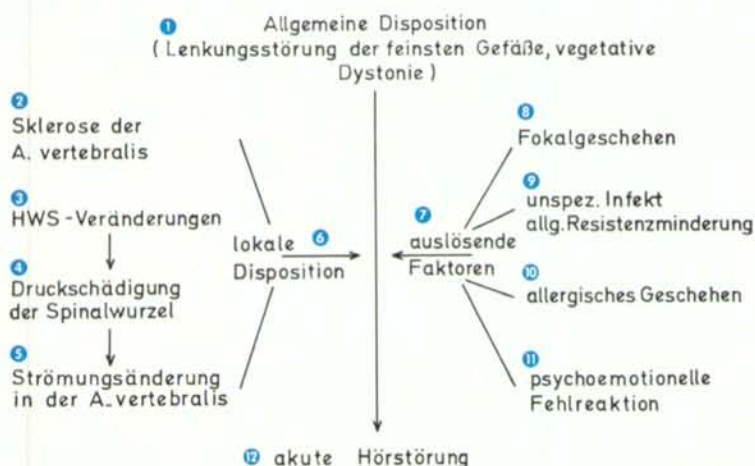 1 Allgemeine Disposition
( Lenkungsstörung der feinsten Gefäße, vegetative
Dystonie )
2
Sklerose der
A. vertebralis
3
HWS-Veränderungen
4
Druckschädigung
der Spinalwurzel
5
Strömungsänderung
in der A. vertebralis
lokale 6
Disposition
7
auslösende
Faktoren
8
Fokalgeschehen
9
unspez. Infekt
allg. Resistenzminderung
10
allergisches Geschehen
11
psychoemotionelle
Fehlreaktion
12 akute Hörstörung